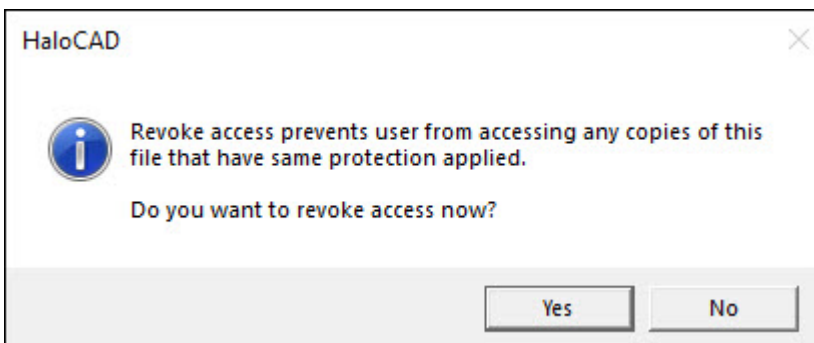 HaloCAD
Revoke access prevents user from accessing any copies of this
file that have same protection applied.
Do you want to revoke access now?
Yes
No